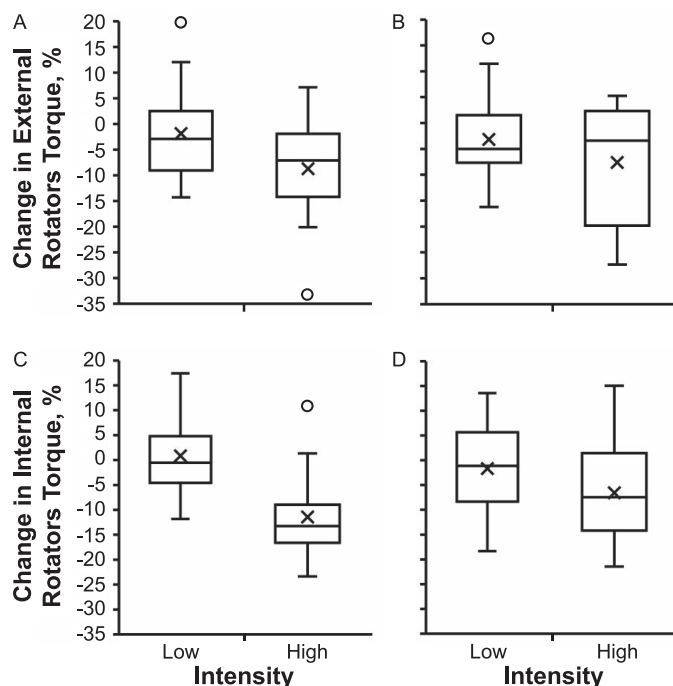 A
B
Change in External
Rotators Torque, %
20
15
10
5
0
-5
-10
-15
-20
-25
-30
-35
C
D
Change in Internal
Rotators Torque, %
20
15
10
5
0
-5
-10
-15
-20
-25
-30
-35
Low High
Low High
Intensity
Intensity